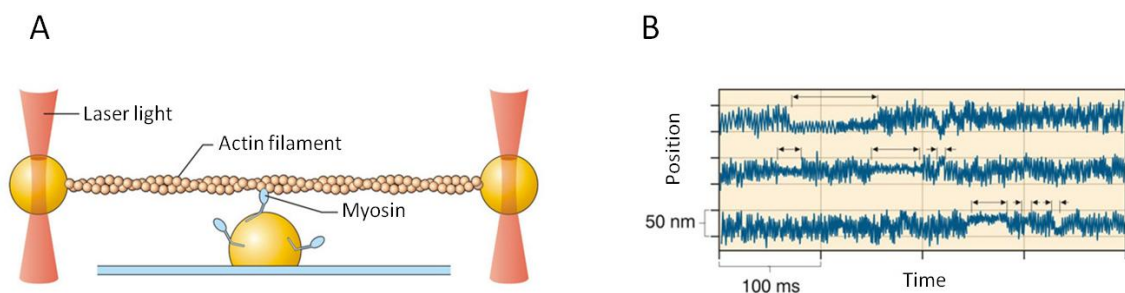 A
Laser light
Actin filament
Myosin
B
Position
50 nm
100 ms
Time